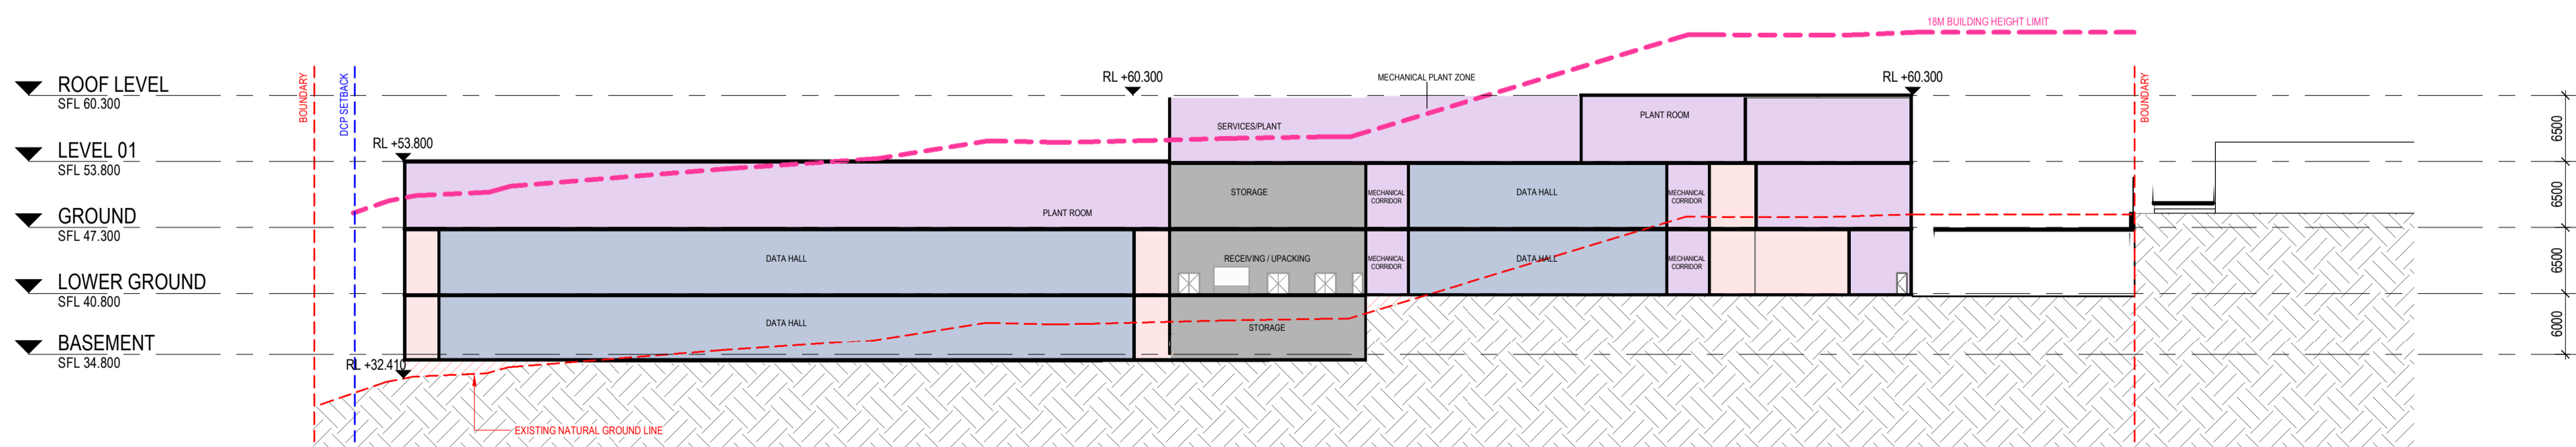 18M BUILDING HEIGHT LIMIT
ROOF LEVEL
SFL 60.300
BOUNDARY
DCP SETBACK
RL +60.300
MECHANICAL PLANT ZONE
RL +60.300
BOUNDARY
6500
SERVICES/PLANT
PLANT ROOM
LEVEL 01
SFL 53.800
RL +53.800
6500
STORAGE
MECHANICAL
CORRIDOR
DATA HALL
MECHANICAL
CORRIDOR
GROUND
SFL 47.300
PLANT ROOM
6500
DATA HALL
RECEIVING / UPACKING
MECHANICAL
CORRIDOR
DATA HALL
MECHANICAL
CORRIDOR
LOWER GROUND
SFL 40.800
6000
DATA HALL
STORAGE
BASEMENT
SFL 34.800
RL +32.410
EXISTING NATURAL GROUND LINE